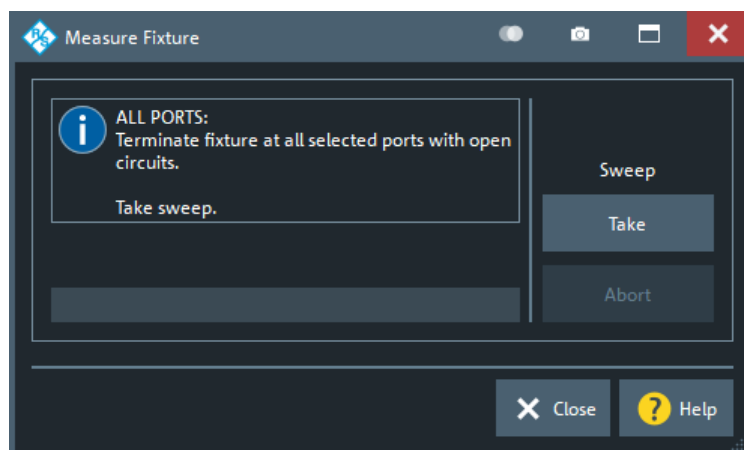 Measure Fixture
ALL PORTS:
Terminate fixture at all selected ports with open
circuits.
Take sweep.
Sweep
Take
Abort
Close
Help